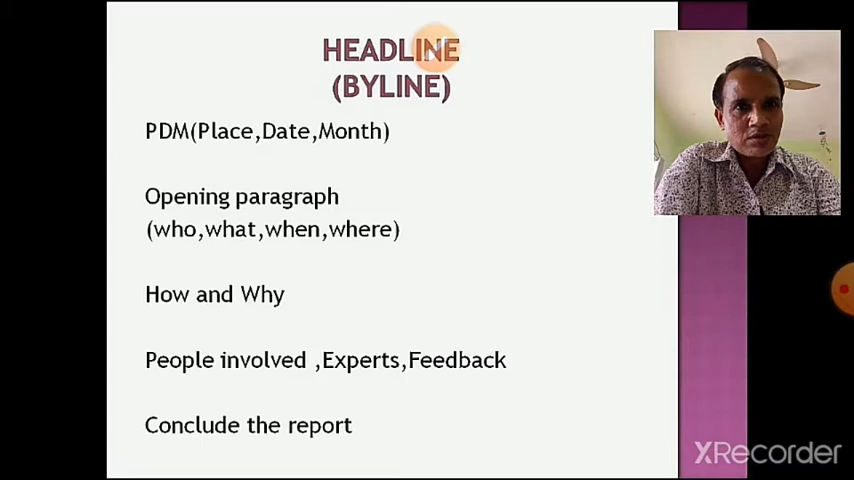 HEADLINE
(BYLINE)
PDM(Place,Date,Month)
Opening paragraph
(who,what,when,where)
How and Why
People involved ,Experts,Feedback
Conclude the report
XRecorder